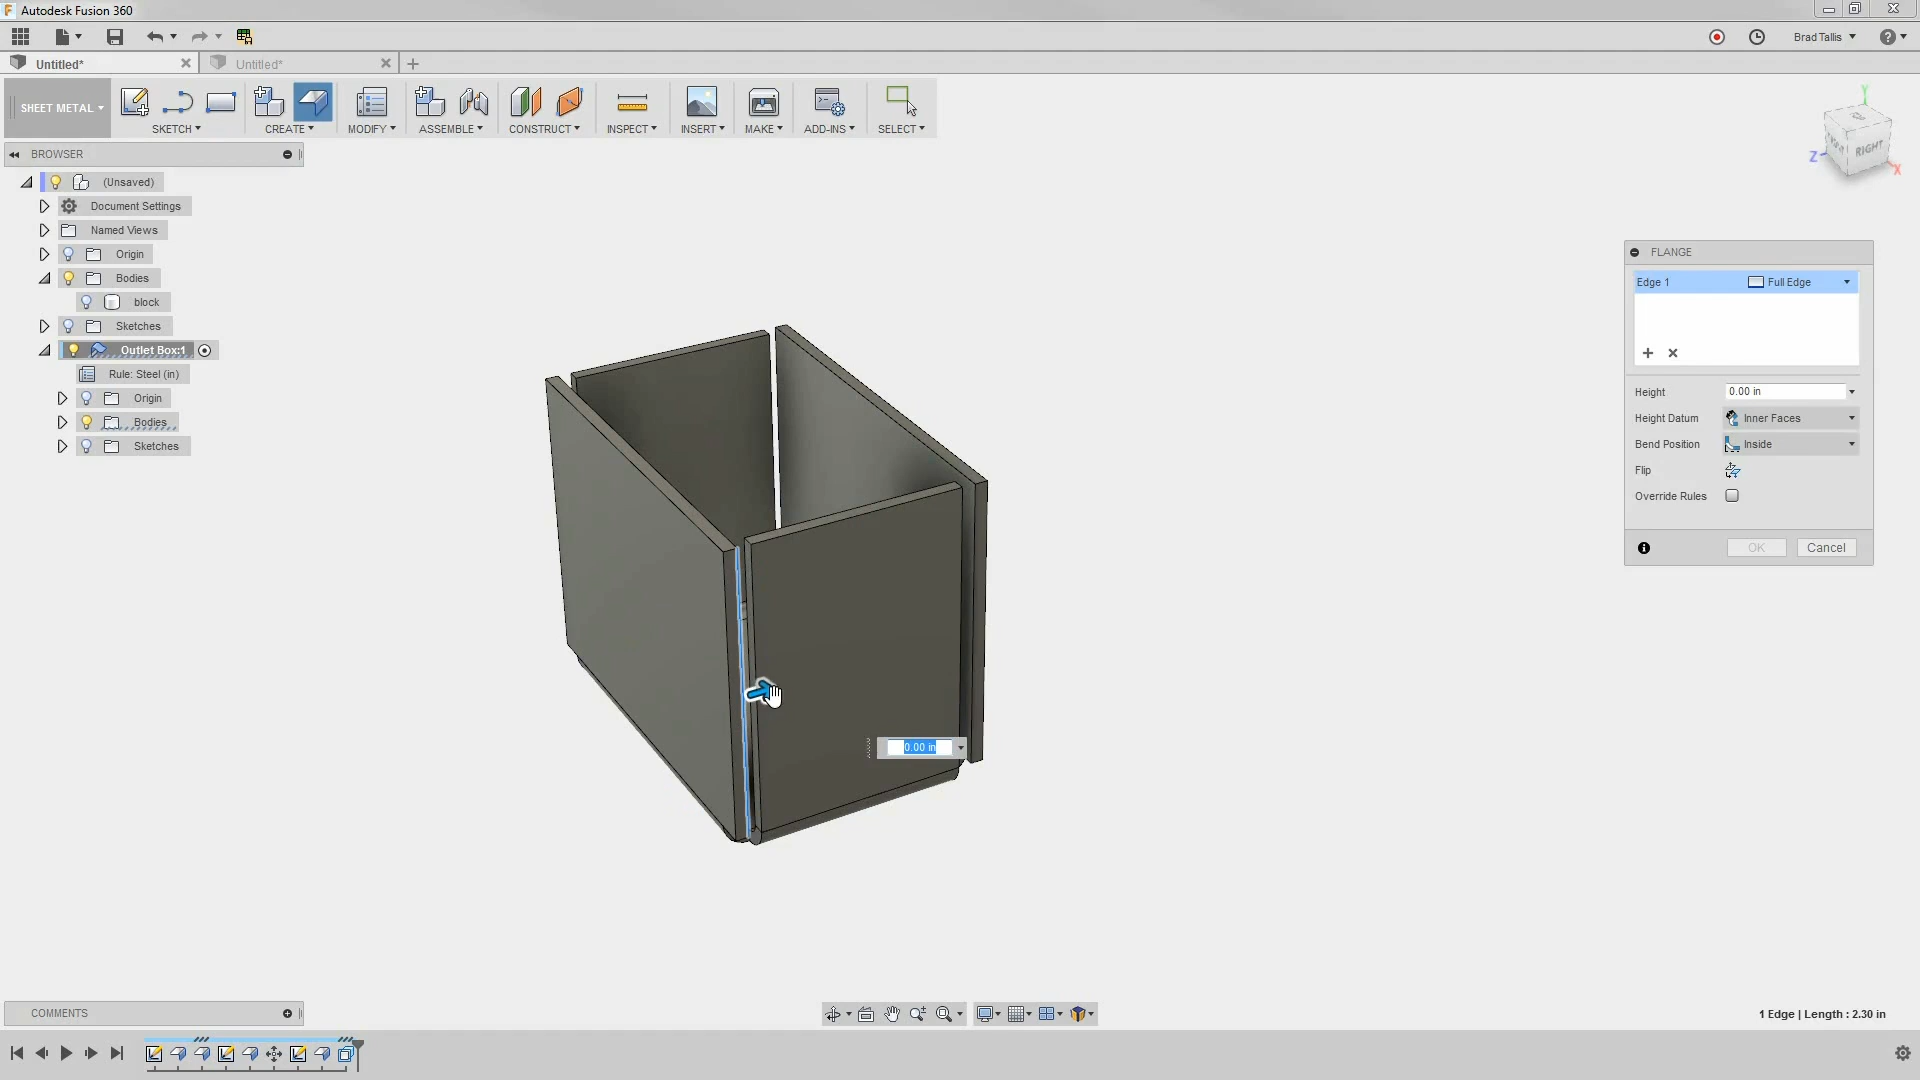 Autodesk Fusion 360
Brad Tallis
Untitled*
Untitled*
SHEET METAL
SKETCH
CREATE
MODIFY
ASSEMBLE
CONSTRUCT
INSPECT
INSERT
MAKE
ADD-INS
SELECT
Y
Z
X
RIGHT
BROWSER
(Unsaved)
Document Settings
Named Views
Origin
Bodies
block
Sketches
Outlet Box:1
Rule: Steel (in)
Origin
Bodies
Sketches
FLANGE
Edge 1 Full Edge
Height 0.00 in
Height Datum Inner Faces
Bend Position Inside
Flip
Override Rules
OK Cancel
0.00 in
COMMENTS
1 Edge | Length : 2.30 in